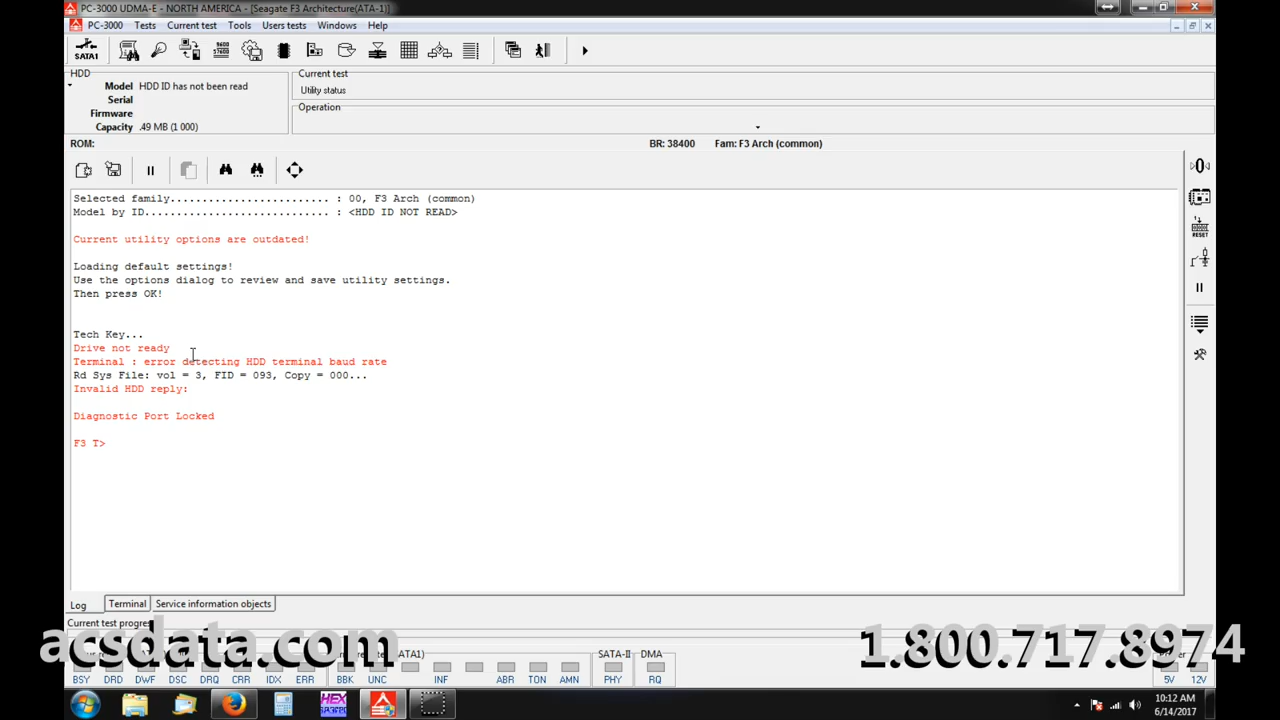 PC-3000 UDMA-E - NORTH AMERICA - [Seagate F3 Architecture(ATA-1)]
PC-3000 Tests Current test Tools Users tests Windows Help
SATA1
HDD
Model HDD ID has not been read
Serial
Firmware
Capacity .49 MB (1 000)
Current test
Utility status
Operation
ROM: BR: 38400 Fam: F3 Arch (common)
Selected family......................... : 00, F3 Arch (common)
Model by ID............................. : <HDD ID NOT READ>
Current utility options are outdated!
Loading default settings!
Use the options dialog to review and save utility settings.
Then press OK!
Tech Key...
Drive not ready
Terminal : error detecting HDD terminal baud rate
Rd Sys File: vol = 3, FID = 093, Copy = 000...
Invalid HDD reply:
Diagnostic Port Locked
F3 T>
RESET
Log Terminal Service information objects
Current test progress
acsdata.com 1.800.717.8974
SATA1) SATA-II DMA
BSY DRD DWF DSC DRQ CRR IDX ERR BBK UNC INF ABR TON AMN PHY RQ 5V 12V
HEX
10:12 AM
6/14/2017